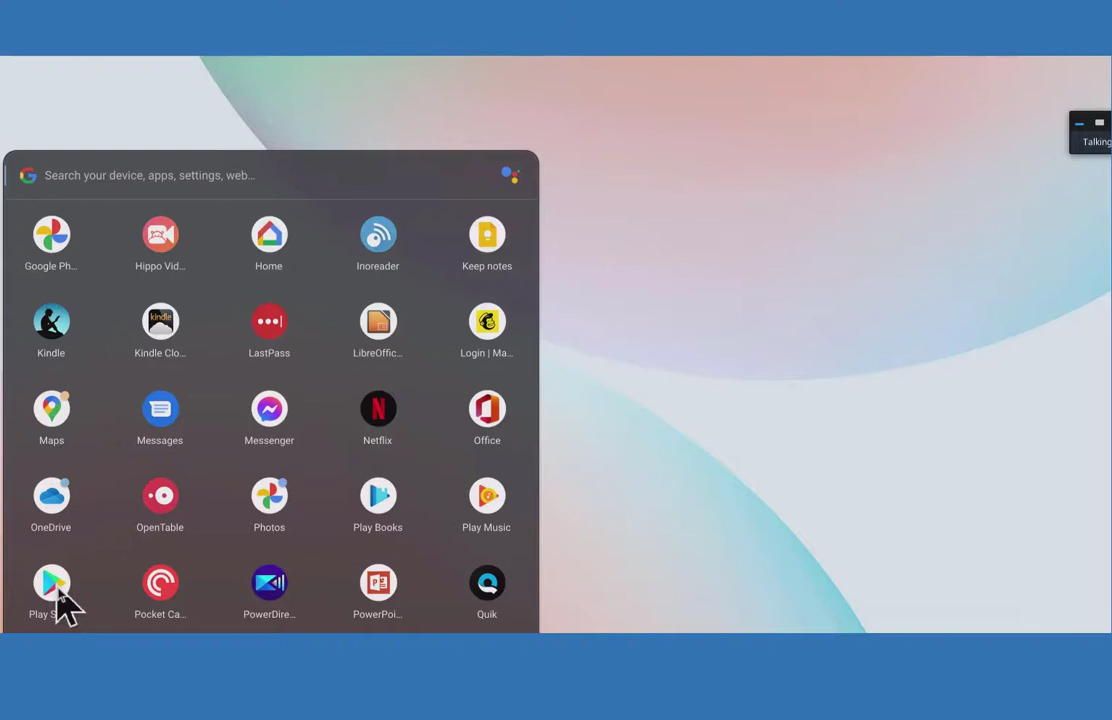 Search your device, apps, settings, web...
Google Ph...
Hippo Vid...
Home
Inoreader
Keep notes
kindle
Kindle
Kindle Clo...
LastPass
LibreOffic...
Login | Ma...
Maps
Messages
Messenger
Netflix
Office
OneDrive
OpenTable
Photos
Play Books
Play Music
Play S
Pocket Ca...
PowerDire...
PowerPoi...
Quik
Talking